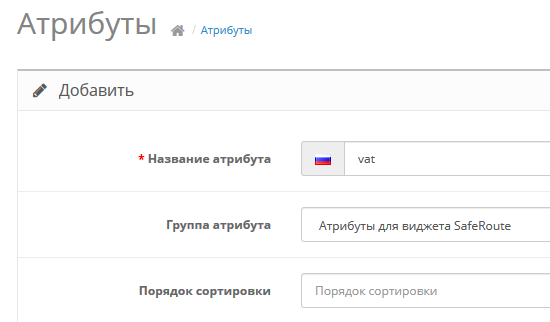 Атрибуты / Атрибуты
Добавить
* Название атрибута vat
Группа атрибута Атрибуты для виджета SafeRoute
Порядок сортировки Порядок сортировки